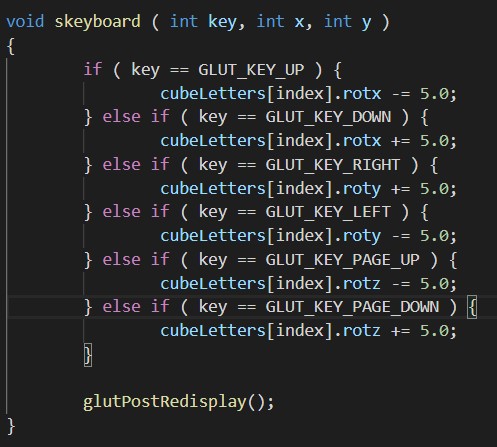 void skeyboard ( int key, int x, int y )
{
        if ( key == GLUT_KEY_UP ) {
                cubeLetters[index].rotx -= 5.0;
        } else if ( key == GLUT_KEY_DOWN ) {
                cubeLetters[index].rotx += 5.0;
        } else if ( key == GLUT_KEY_RIGHT ) {
                cubeLetters[index].roty += 5.0;
        } else if ( key == GLUT_KEY_LEFT ) {
                cubeLetters[index].roty -= 5.0;
        } else if ( key == GLUT_KEY_PAGE_UP ) {
                cubeLetters[index].rotz -= 5.0;
        } else if ( key == GLUT_KEY_PAGE_DOWN ) {
                cubeLetters[index].rotz += 5.0;
        }

        glutPostRedisplay();
}